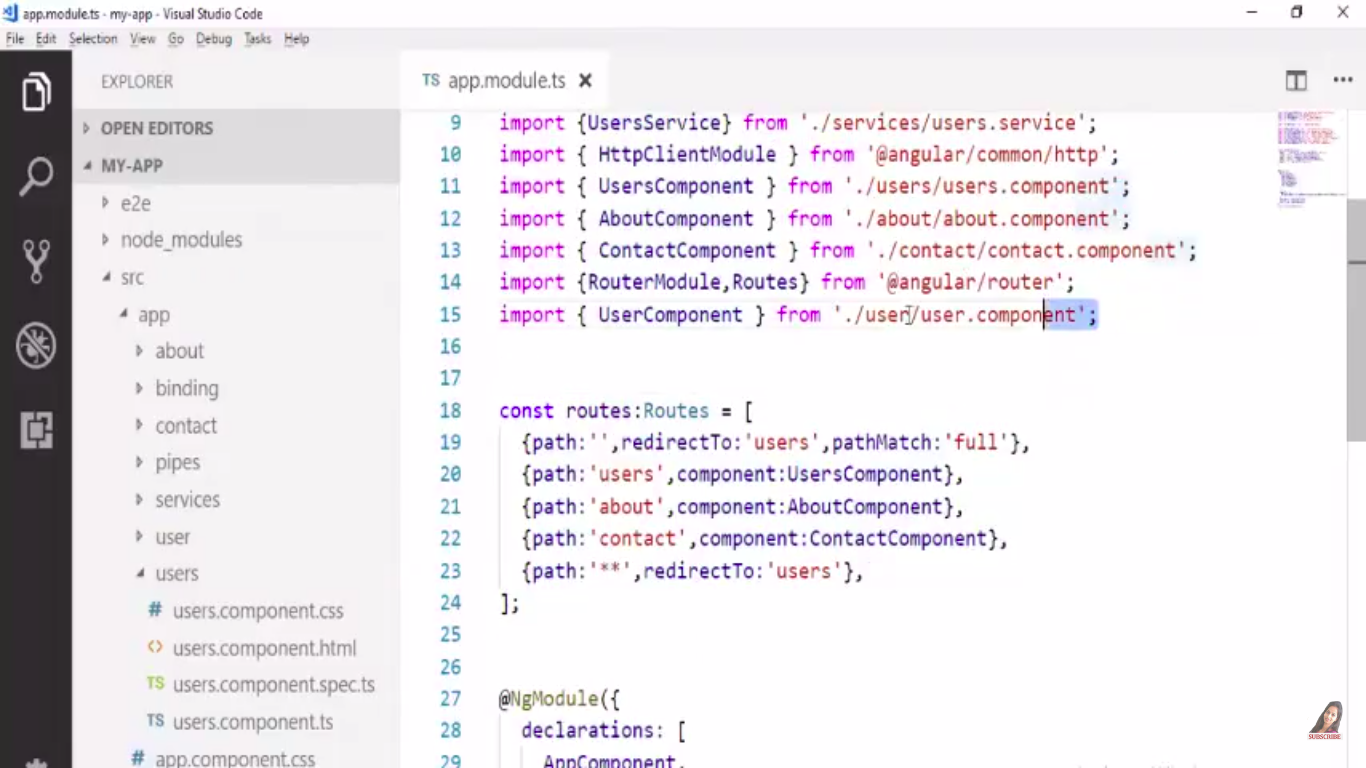 app.module.ts - my-app - Visual Studio Code
File Edit Selection View Go Debug Tasks Help
EXPLORER
OPEN EDITORS
MY-APP
e2e
node_modules
src
app
about
binding
contact
pipes
services
user
users
# users.component.css
<> users.component.html
TS users.component.spec.ts
TS users.component.ts
# app.component.css
TS app.module.ts
9 import {UsersService} from './services/users.service';
10 import { HttpClientModule } from '@angular/common/http';
11 import { UsersComponent } from './users/users.component';
12 import { AboutComponent } from './about/about.component';
13 import { ContactComponent } from './contact/contact.component';
14 import {RouterModule,Routes} from '@angular/router';
15 import { UserComponent } from './user/user.component';
16
17
18 const routes:Routes = [
19 {path:'',redirectTo:'users',pathMatch:'full'},
20 {path:'users',component:UsersComponent},
21 {path:'about',component:AboutComponent},
22 {path:'contact',component:ContactComponent},
23 {path:'**',redirectTo:'users'},
24 ];
25
26
27 @NgModule({
28 declarations: [
29 AppComponent,
SUBSCRIBE